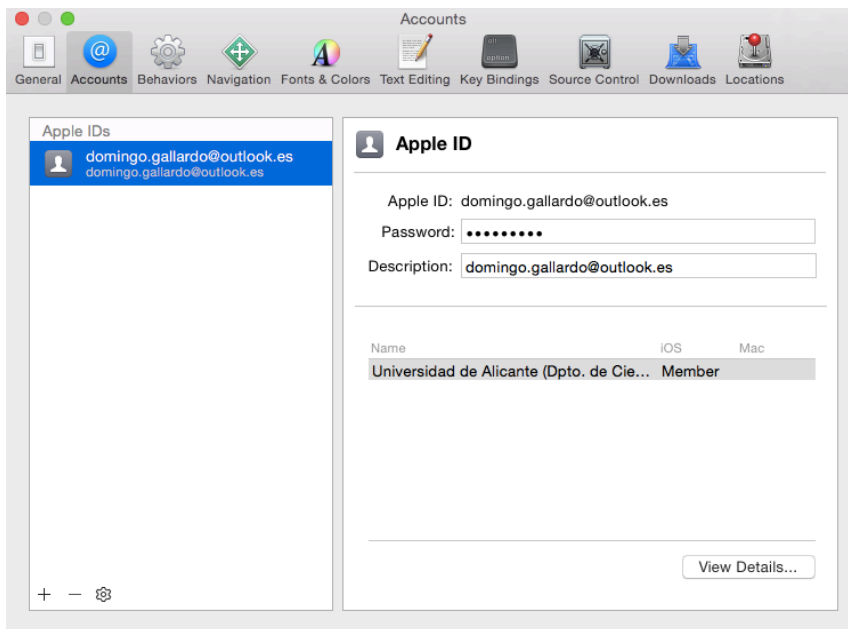 Accounts
General Accounts Behaviors Navigation Fonts & Colors Text Editing Key Bindings Source Control Downloads Locations
Apple IDs
domingo.gallardo@outlook.es
domingo.gallardo@outlook.es
Apple ID
Apple ID: domingo.gallardo@outlook.es
Password: •••••••••
Description: domingo.gallardo@outlook.es
Name iOS Mac
Universidad de Alicante (Dpto. de Cie... Member
View Details...